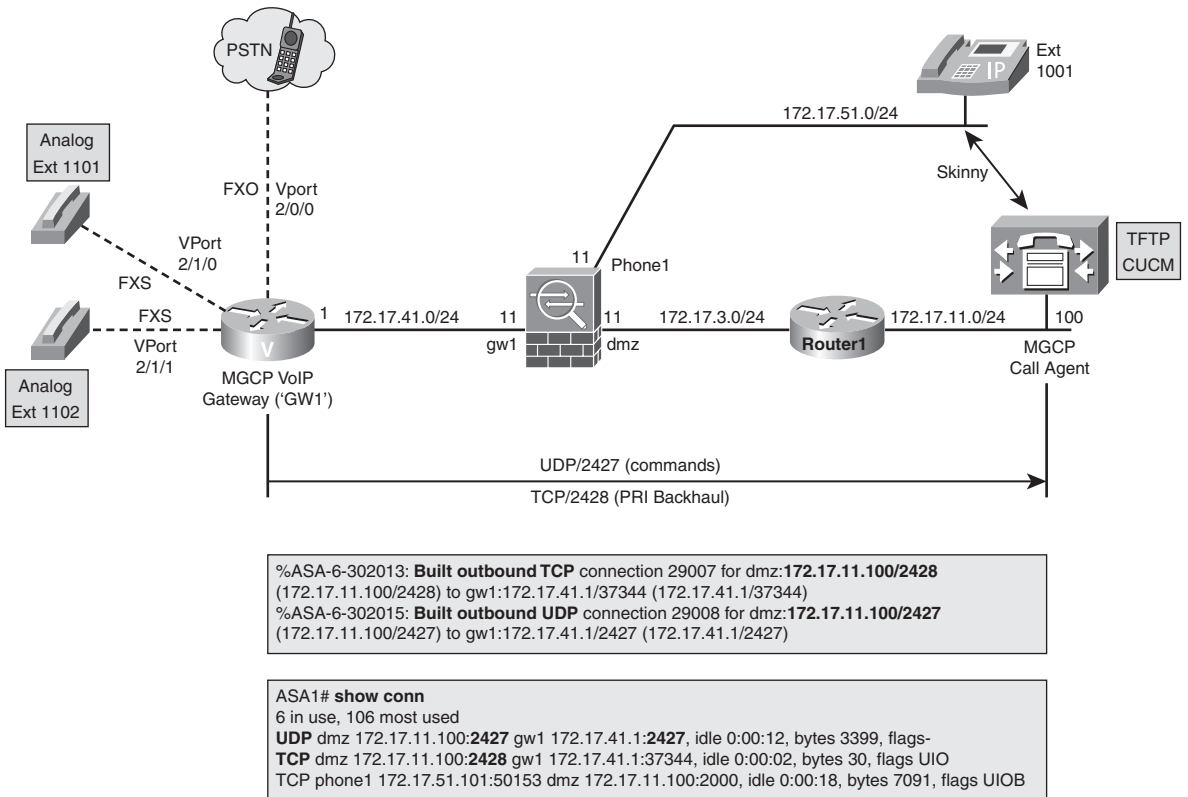 PSTN
Ext
1001
172.17.51.0/24
IP
Analog
Ext 1101
FXO
Vport
2/0/0
Skinny
VPort
2/1/0
FXS
TFTP
CUCM
11
Phone1
FXS
VPort
2/1/1
1
172.17.41.0/24
11
11
172.17.3.0/24
172.17.11.0/24
100
V
gw1
dmz
Router1
Analog
Ext 1102
MGCP VoIP
Gateway ('GW1')
MGCP
Call Agent
UDP/2427 (commands)
TCP/2428 (PRI Backhaul)
%ASA-6-302013: Built outbound TCP connection 29007 for dmz:172.17.11.100/2428
(172.17.11.100/2428) to gw1:172.17.41.1/37344 (172.17.41.1/37344)
%ASA-6-302015: Built outbound UDP connection 29008 for dmz:172.17.11.100/2427
(172.17.11.100/2427) to gw1:172.17.41.1/2427 (172.17.41.1/2427)
ASA1# show conn
6 in use, 106 most used
UDP dmz 172.17.11.100:2427 gw1 172.17.41.1:2427, idle 0:00:12, bytes 3399, flags-
TCP dmz 172.17.11.100:2428 gw1 172.17.41.1:37344, idle 0:00:02, bytes 30, flags UIO
TCP phone1 172.17.51.101:50153 dmz 172.17.11.100:2000, idle 0:00:18, bytes 7091, flags UIOB